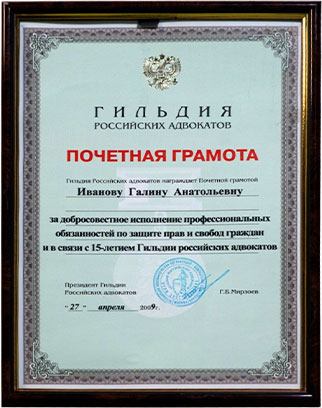 ГИЛЬДИЯ
РОССИЙСКИХ АДВОКАТОВ
ПОЧЕТНАЯ ГРАМОТА
Гильдия Российских адвокатов награждает Почетной грамотой
Иванову Галину Анатольевну
за добросовестное исполнение профессиональных
обязанностей по защите прав и свобод граждан
и в связи с 15-летием Гильдии российских адвокатов
Президент Гильдии
Российских адвокатов
Г.Б.Мирзоев
"27" апреля 2009г.